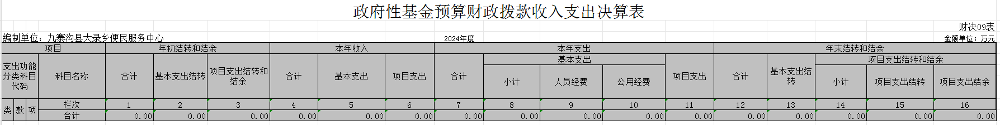 政府性基金预算财政拨款收入支出决算表
财决09表
编制单位：九寨沟县大录乡便民服务中心 2024年度 金额单位：万元
项目 年初结转和结余 本年收入 本年支出 年末结转和结余
支出功能分类科目代码 科目名称 合计 基本支出结转 项目支出结转和结余 合计 基本支出 项目支出 合计 基本支出 项目支出 合计 基本支出结转 项目支出结转和结余
小计 人员经费 公用经费 小计 项目支出结转 项目支出结余
类 款 项 栏次 1 2 3 4 5 6 7 8 9 10 11 12 13 14 15 16
合计 0.00 0.00 0.00 0.00 0.00 0.00 0.00 0.00 0.00 0.00 0.00 0.00 0.00 0.00 0.00 0.00